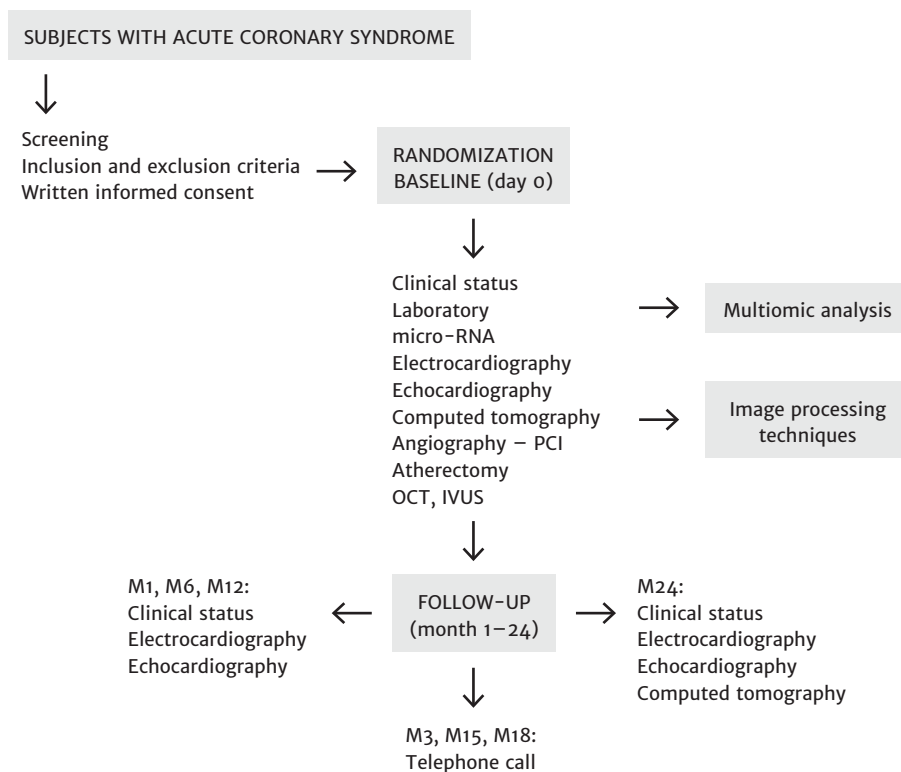 SUBJECTS WITH ACUTE CORONARY SYNDROME
Screening
Inclusion and exclusion criteria
Written informed consent
RANDOMIZATION
BASELINE (day 0)
Clinical status
Laboratory
micro-RNA
Electrocardiography
Echocardiography
Computed tomography
Angiography – PCI
Atherectomy
OCT, IVUS
Multiomic analysis
Image processing
techniques
M1, M6, M12:
Clinical status
Electrocardiography
Echocardiography
FOLLOW-UP
(month 1–24)
M24:
Clinical status
Electrocardiography
Echocardiography
Computed tomography
M3, M15, M18:
Telephone call